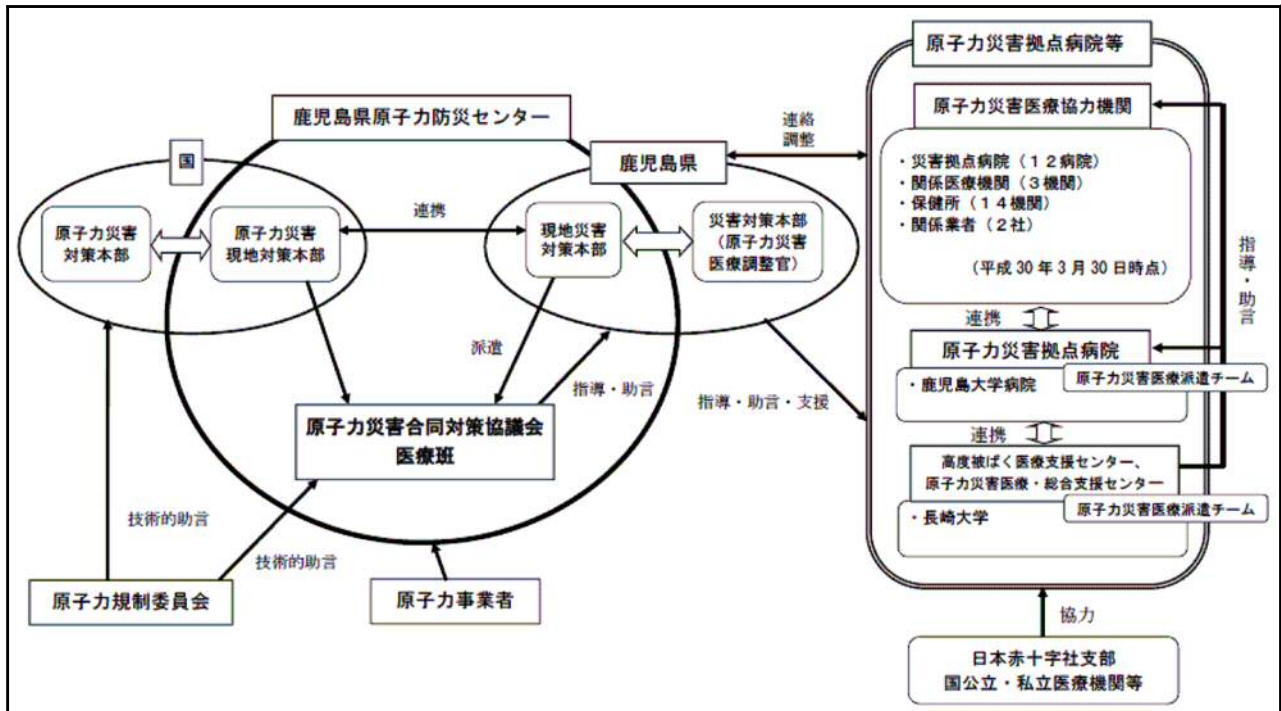 鹿児島県原子力防災センター
国
鹿児島県
原子力災害
対策本部
原子力災害
現地対策本部
連携
現地災害
対策本部
災害対策本部
（原子力災害
医療調整官）
派遣
指導・助言
原子力災害合同対策協議会
医療班
技術的助言
技術的助言
原子力規制委員会
原子力事業者
連絡
調整
指導・助言・支援
原子力災害拠点病院等
原子力災害医療協力機関
・災害拠点病院（１２病院）
・関係医療機関（３機関）
・保健所（１４機関）
・関係業者（２社）
（平成30年3月30日時点）
連携
原子力災害拠点病院
・鹿児島大学病院
原子力災害医療派遣チーム
連携
高度被ばく医療支援センター、
原子力災害医療・総合支援センター
・長崎大学
原子力災害医療派遣チーム
指導・助言
協力
日本赤十字社支部
国公立・私立医療機関等